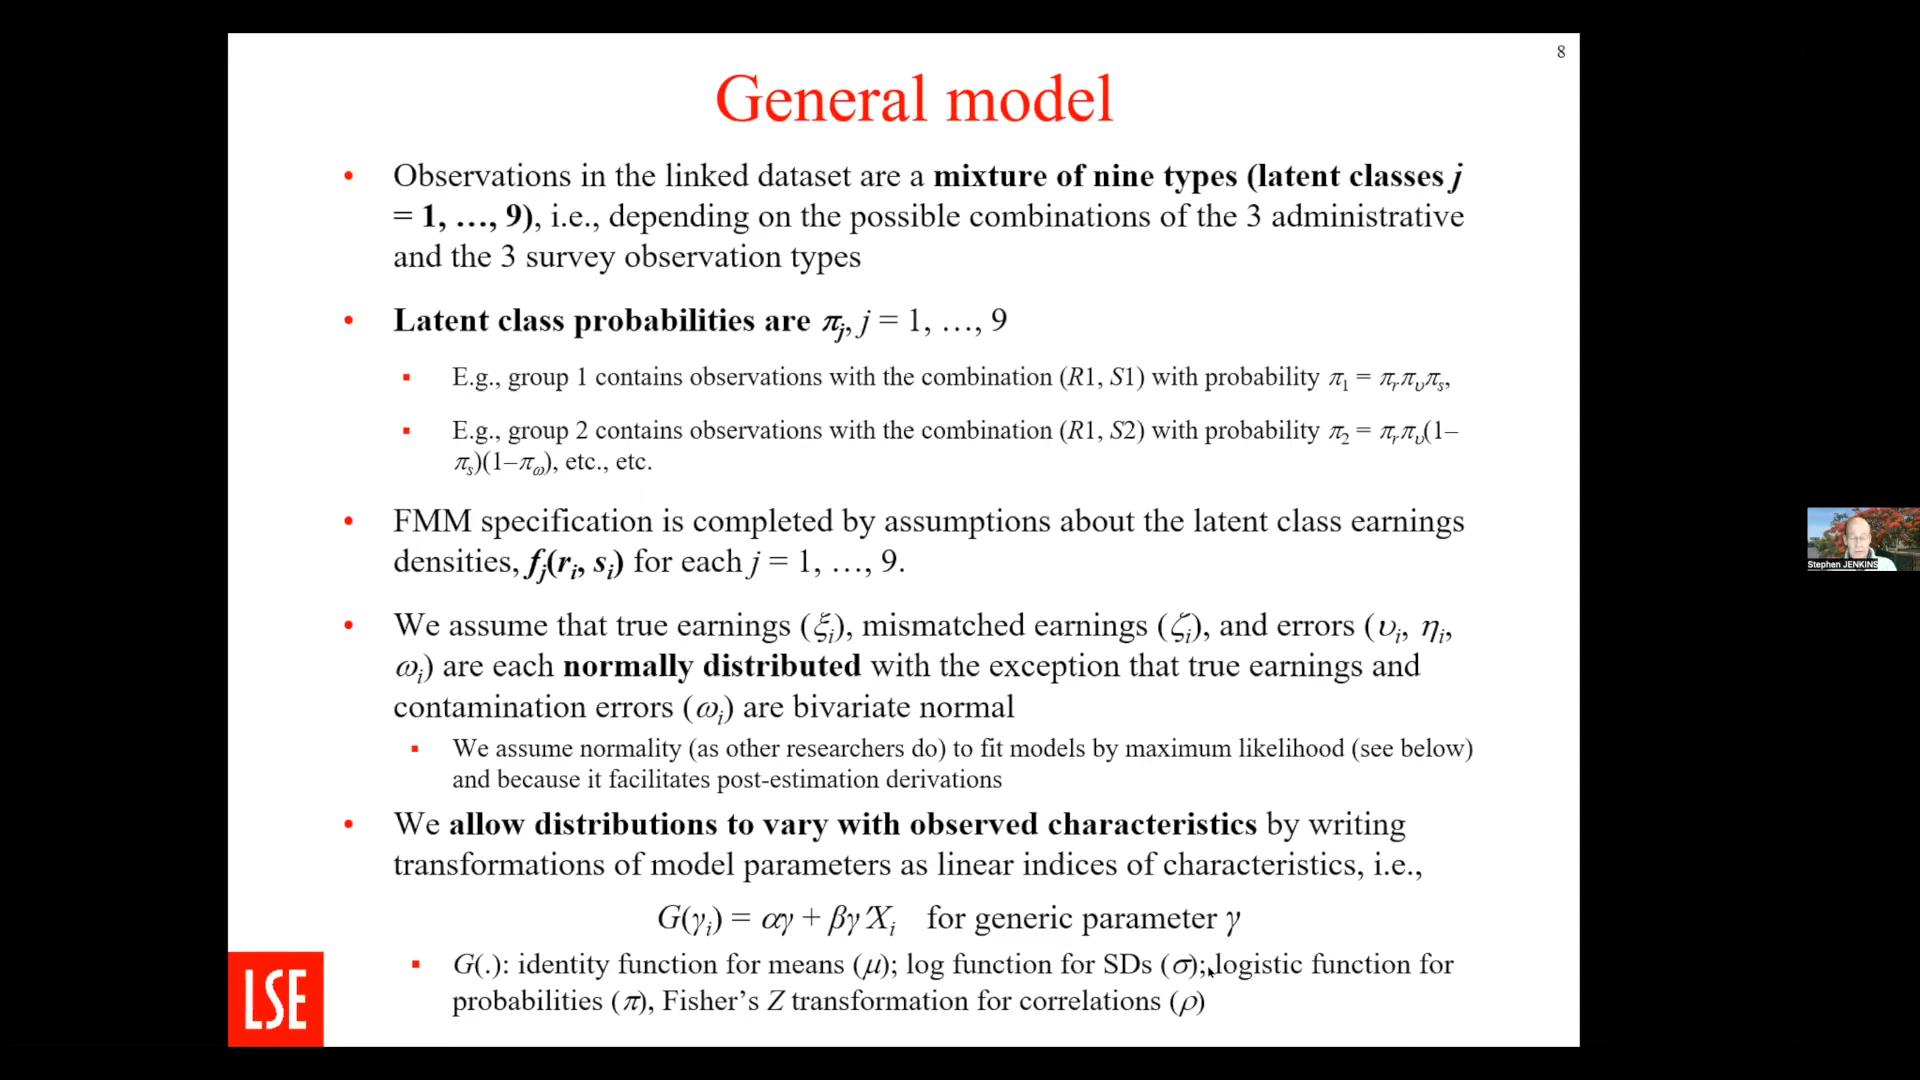 8
General model
• Observations in the linked dataset are a mixture of nine types (latent classes j
= 1, …, 9), i.e., depending on the possible combinations of the 3 administrative
and the 3 survey observation types
• Latent class probabilities are πj, j = 1, …, 9
▪ E.g., group 1 contains observations with the combination (R1, S1) with probability π1 = πrπυπs,
▪ E.g., group 2 contains observations with the combination (R1, S2) with probability π2 = πrπυ(1–
πs)(1–πω), etc., etc.
• FMM specification is completed by assumptions about the latent class earnings
densities, fj(ri, si) for each j = 1, …, 9.
• We assume that true earnings (ξi), mismatched earnings (ζi), and errors (υi, ηi,
ωi) are each normally distributed with the exception that true earnings and
contamination errors (ωi) are bivariate normal
▪ We assume normality (as other researchers do) to fit models by maximum likelihood (see below)
and because it facilitates post-estimation derivations
• We allow distributions to vary with observed characteristics by writing
transformations of model parameters as linear indices of characteristics, i.e.,
G(γi) = αγ + βγ′Xi for generic parameter γ
▪ G(.): identity function for means (μ); log function for SDs (σ); logistic function for
probabilities (π), Fisher’s Z transformation for correlations (ρ)
LSE
Stephen JENKINS